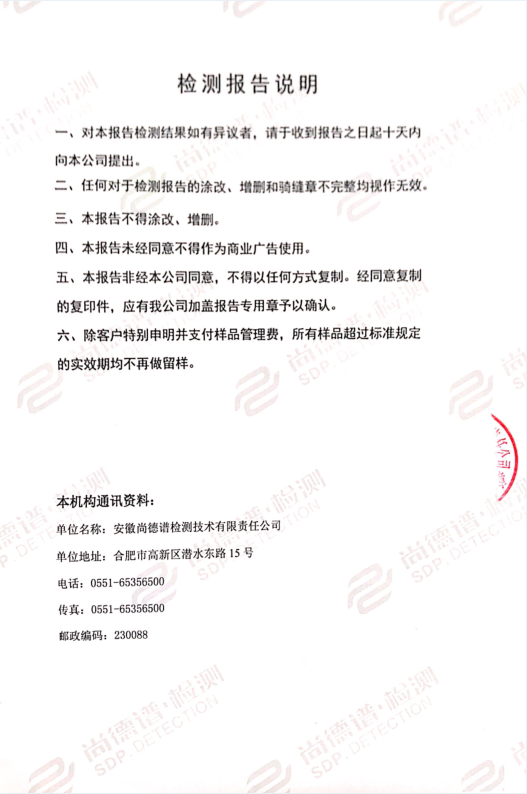 检测报告说明
一、对本报告检测结果如有异议者，请于收到报告之日起十天内
向本公司提出。
二、任何对于检测报告的涂改、增删和骑缝章不完整均视作无效。
三、本报告不得涂改、增删。
四、本报告未经同意不得作为商业广告使用。
五、本报告非经本公司同意，不得以任何方式复制。经同意复制
的复印件，应有我公司加盖报告专用章予以确认。
六、除客户特别申明并支付样品管理费，所有样品超过标准规定
的实效期均不再做留样。
本机构通讯资料：
单位名称：安徽尚德谱检测技术有限责任公司
单位地址：合肥市高新区潜水东路 15 号
电话：0551-65356500
传真：0551-65356500
邮政编码：230088
尚德谱·检测
SDP.DETECTION